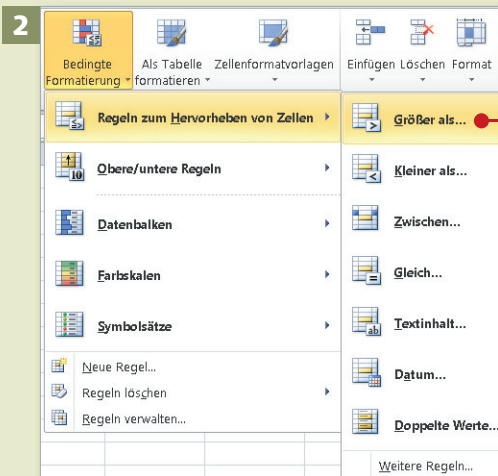 2
Bedingte Formatierung
Als Tabelle formatieren
Zellenformatvorlagen
Einfügen Löschen Format
Regeln zum Hervorheben von Zellen
Obere/untere Regeln
Datenbalken
Farbskalen
Symbolsätze
Neue Regel...
Regeln löschen
Regeln verwalten...
Größer als...
Kleiner als...
Zwischen...
Gleich...
Textinhalt...
Datum...
Doppelte Werte...
Weitere Regeln...